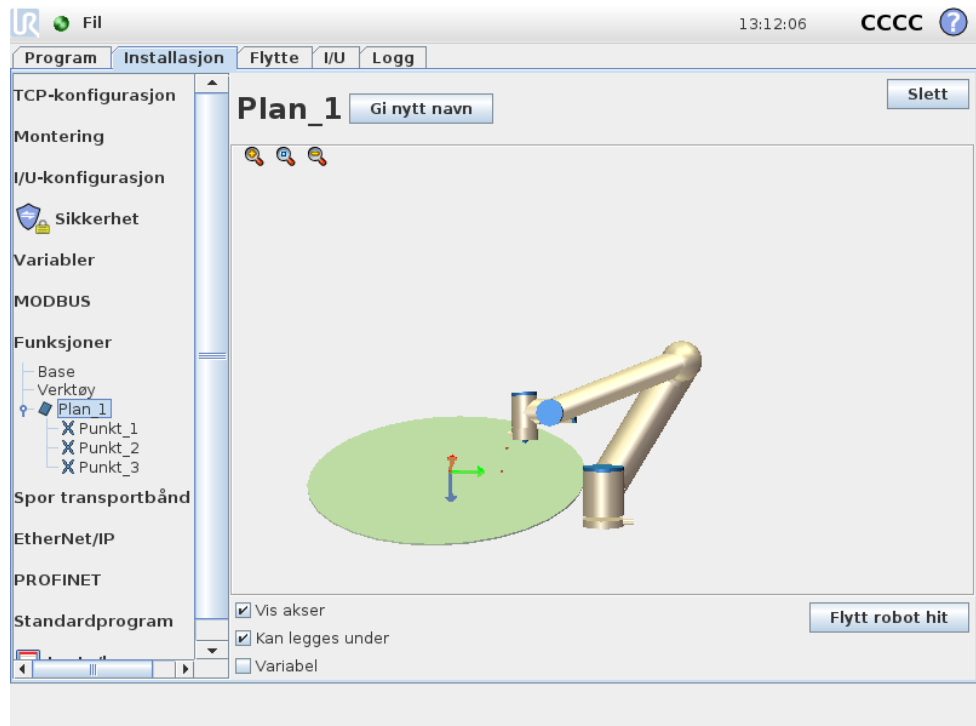 UR Fil 13:12:06 CCCC ?
Program Installasjon Flytte I/U Logg
TCP-konfigurasjon
Montering
I/U-konfigurasjon
Sikkerhet
Variabler
MODBUS
Funksjoner
Base
Verktøy
Plan_1
Punkt_1
Punkt_2
Punkt_3
Spor transportbånd
EtherNet/IP
PROFINET
Standardprogram
Plan_1 Gi nytt navn Slett
Vis akser
Kan legges under
Variabel
Flytt robot hit